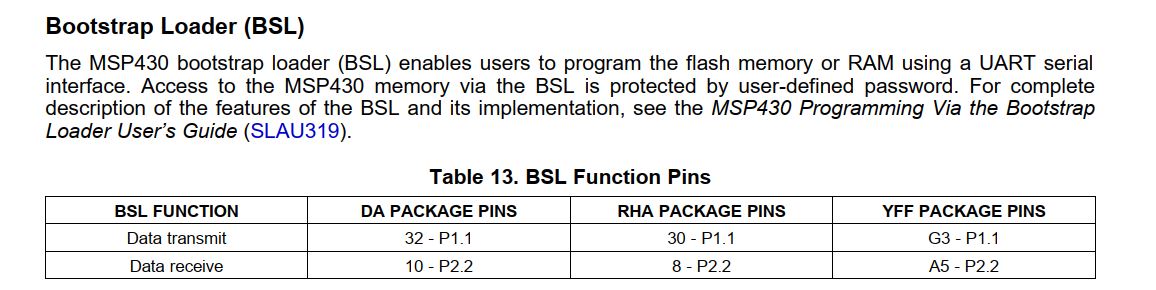 Bootstrap Loader (BSL)
The MSP430 bootstrap loader (BSL) enables users to program the flash memory or RAM using a UART serial
interface. Access to the MSP430 memory via the BSL is protected by user-defined password. For complete
description of the features of the BSL and its implementation, see the MSP430 Programming Via the Bootstrap
Loader User's Guide (SLAU319).
Table 13. BSL Function Pins
BSL FUNCTION DA PACKAGE PINS RHA PACKAGE PINS YFF PACKAGE PINS
Data transmit 32 - P1.1 30 - P1.1 G3 - P1.1
Data receive 10 - P2.2 8 - P2.2 A5 - P2.2